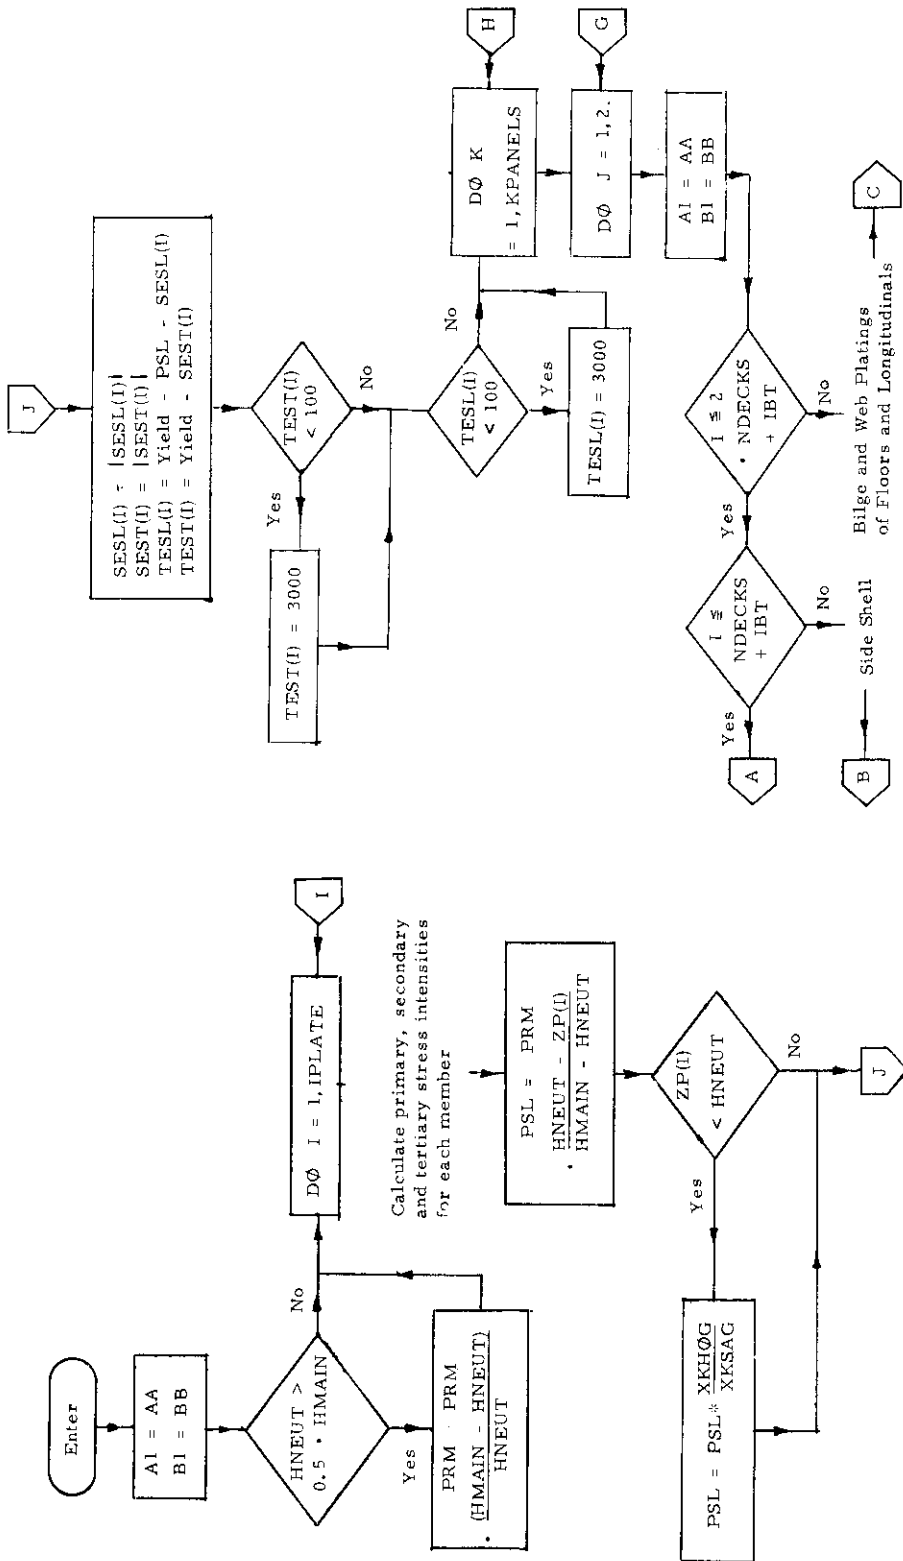 Enter
A1 = AA
B1 = BB
HNEUT >
0.5 · HMAIN
No
Yes
PRM - PRM
· (HMAIN - HNEUT)
HNEUT
DØ I = 1,IPLATE
I
Calculate primary, secondary
and tertiary stress intensities
for each member
PSL = PRM
· HNEUT - ZP(I)
HMAIN - HNEUT
ZP(I)
< HNEUT
Yes
No
PSL = PSL* XKHØG
XKSAG
J
J
SESL(I) = |SESL(I)|
SEST(I) = |SEST(I)|
TESL(I) = Yield - PSL - SESL(I)
TEST(I) = Yield - SEST(I)
TEST(I)
< 100
Yes
No
TEST(I) = 3000
TESL(I)
< 100
No
Yes
TESL(I) = 3000
DØ K
= 1,KPANELS
H
DØ J = 1,2.
G
A1 = AA
B1 = BB
I ≦ 2
· NDECKS
+ IBT
Yes
No
Bilge and Web Platings
of Floors and Longitudinals
C
I ≦
NDECKS
+ IBT
Yes
No
A
Side Shell
B